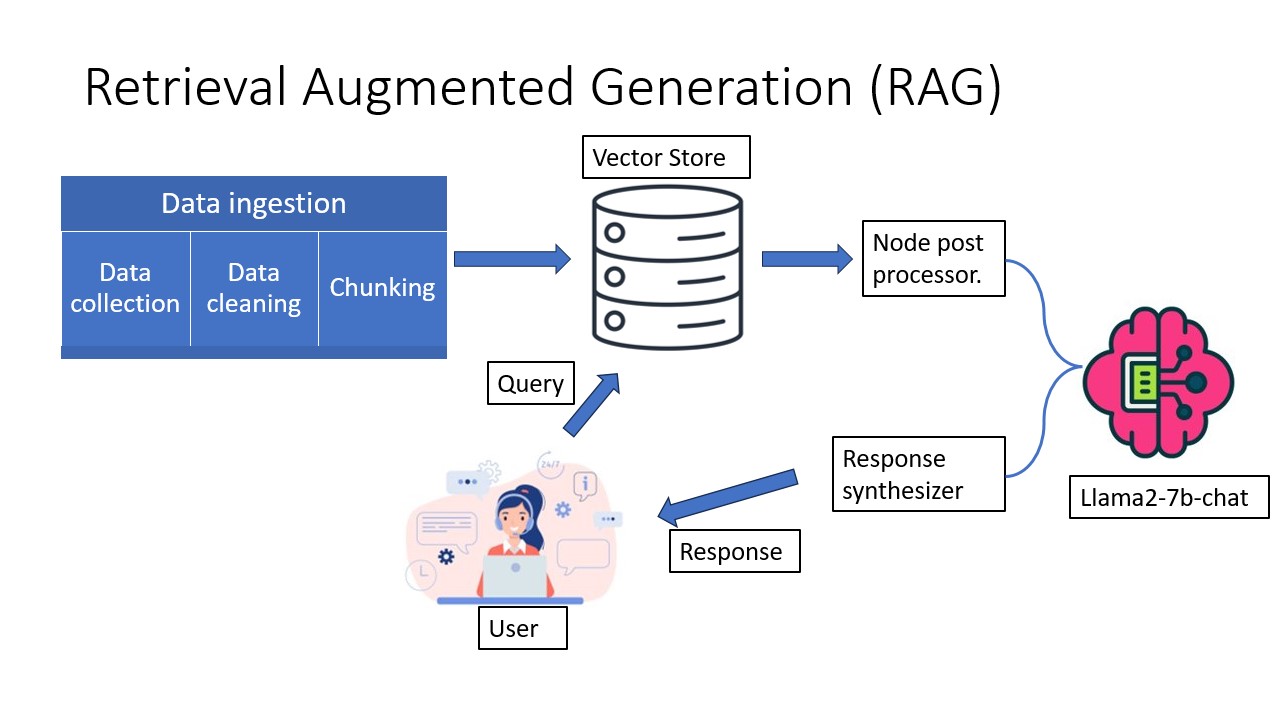 Retrieval Augmented Generation (RAG)
Vector Store
Data ingestion
Data
collection
Data
cleaning
Chunking
Node post
processor.
Query
24/7
i
Response
synthesizer
Llama2-7b-chat
Response
User